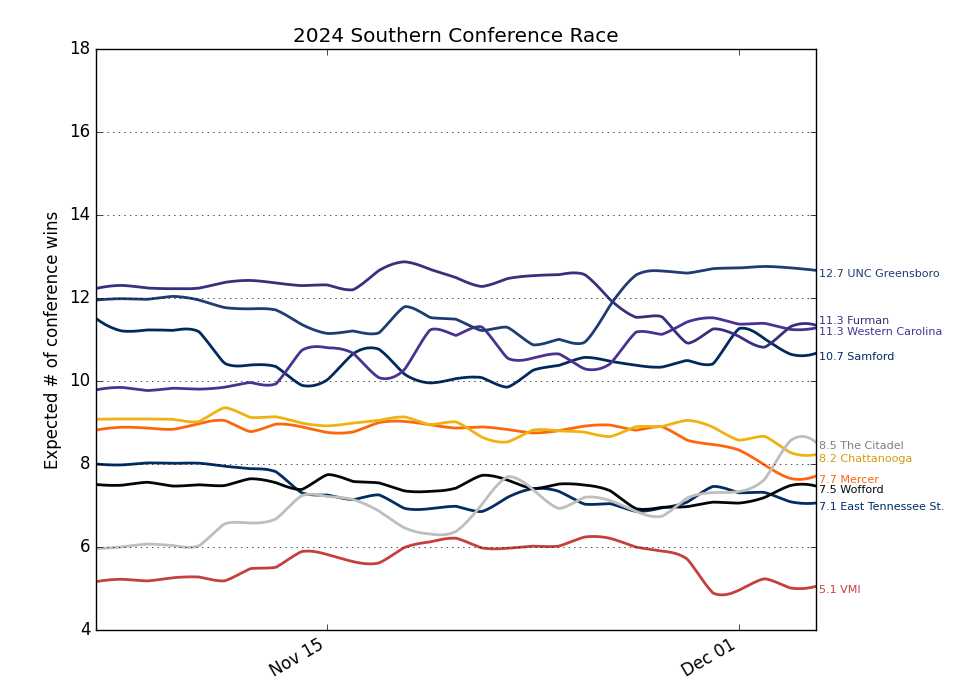 2024 Southern Conference Race
Expected # of conference wins
18
16
14
12
10
8
6
4
Nov 15
Dec 01
12.7 UNC Greensboro
11.3 Furman
11.3 Western Carolina
10.7 Samford
8.5 The Citadel
8.2 Chattanooga
7.7 Mercer
7.5 Wofford
7.1 East Tennessee St.
5.1 VMI